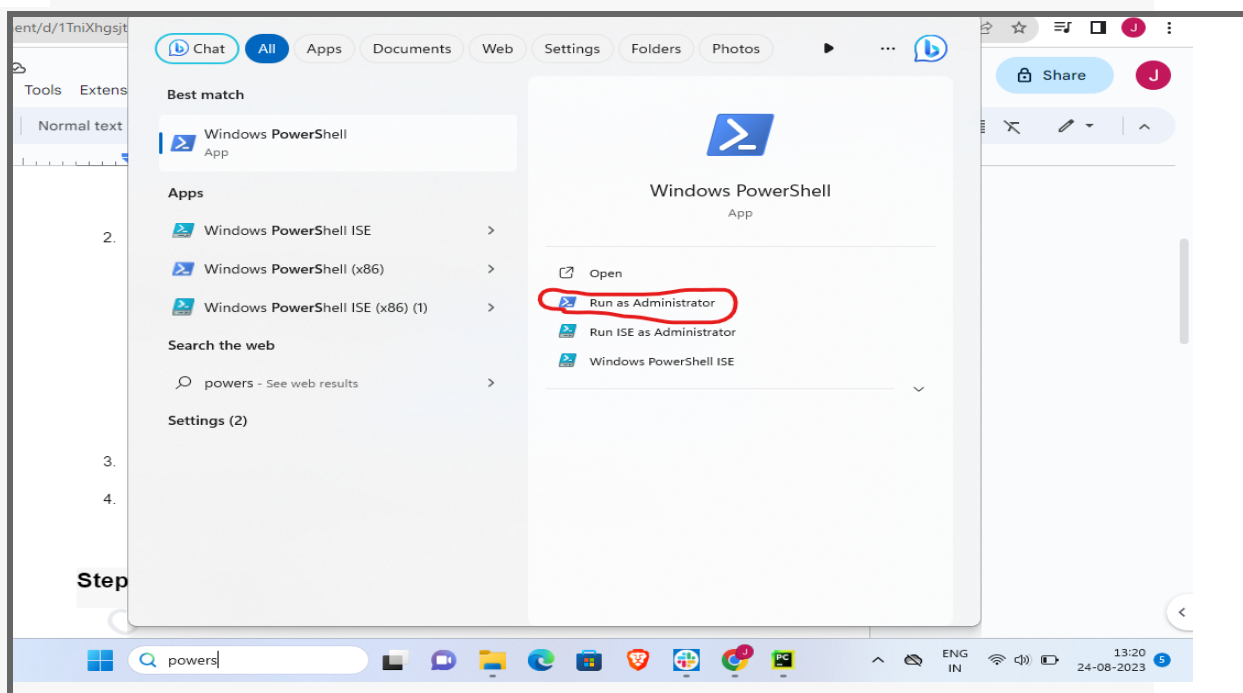 ent/d/1TniXhgsjt
Tools Extens
Normal text
2.
3.
4.
Step
Chat All Apps Documents Web Settings Folders Photos
Best match
Windows PowerShell
App
Apps
Windows PowerShell ISE
Windows PowerShell (x86)
Windows PowerShell ISE (x86) (1)
Search the web
powers - See web results
Settings (2)
Windows PowerShell
App
Open
Run as Administrator
Run ISE as Administrator
Windows PowerShell ISE
J
Share J
powers
J
PC
ENG
IN
13:20
24-08-2023
5